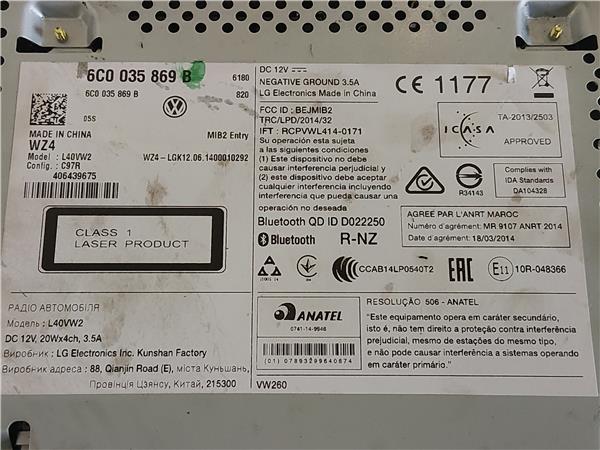 6C0 035 869 B
6180
6C0 035 869 B
820
05S
MADE IN CHINA
MIB2 Entry
WZ4
Model : L40VW2
WZ4 - LGK12.06.1400010292
Config. : C97R
406439675
CLASS 1
LASER PRODUCT
РАДІО АВТОМОБІЛЯ
Модель : L40VW2
DC 12V, 20Wx4ch, 3.5A
Виробник : LG Electronics Inc. Kunshan Factory
Виробник адреса : 88, Qianjin Road (E), міста Куньшань,
Провінція Цзянсу, Китай, 215300
DC 12V
NEGATIVE GROUND 3.5A
LG Electronics Made in China
CE 1177
FCC ID : BEJMIB2
TRC/LPD/2014/32
IFT : RCPVWL414-0171
Su operación esta sujeta
a las siguientes condiciones
(1) Este dispositivo no debe
causar interferencia perjudicial y
(2) Este dispositivo debe aceptar
cualquier interferencia incluyendo
interferencia que pueda causar una
operación no deseada
ICASA
TA-2013/2503
APPROVED
R34143
Complies with
IDA Standards
DA104328
Bluetooth QD ID D022250
Bluetooth
R-NZ
AGREE PAR L'ANRT MAROC
Numéro d'agrément: MR 9107 ANRT 2014
Date d'agrément: 18/03/2014
CCAB14LP0540T2
EAC
E11
10R-048366
ANATEL
0741-14-9946
(01) 07893299640674
RESOLUÇÃO 506 - ANATEL
"Este equipamento opera em caráter secundário,
isto é, não tem direito a proteção contra interferência
prejudicial, mesmo de estações do mesmo tipo,
e não pode causar interferência a sistemas operando
em caráter primário."
VW260